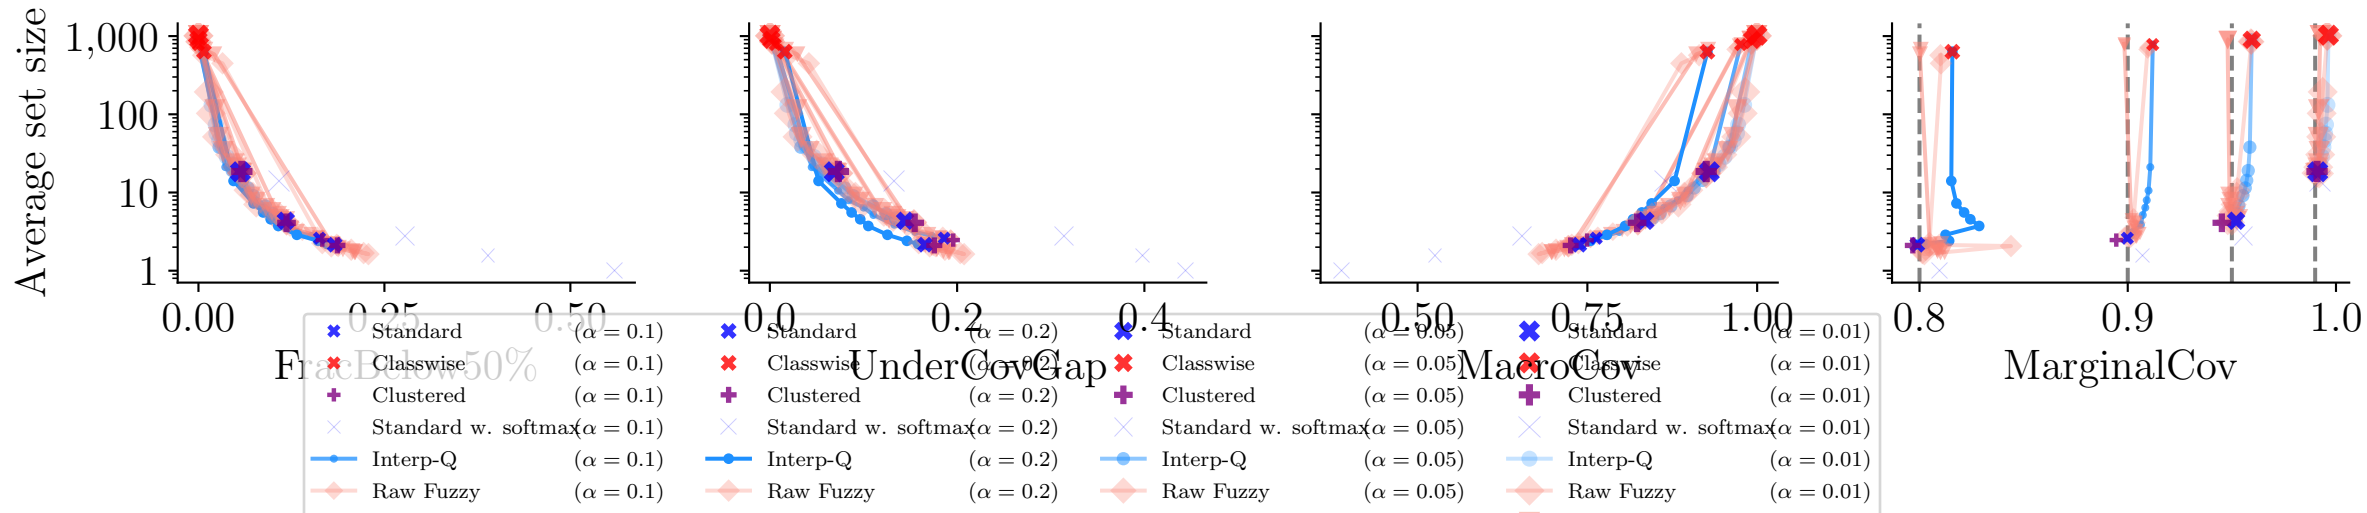 Average set size
1,000
100
10
1
0.00 0.25 0.50
FracBelow50%
0.0 0.2 0.4
UnderCovGap
0.50 0.75 1.00
MacroCov
0.8 0.9 1.0
MarginalCov
Standard (α = 0.1) Standard (α = 0.2) Standard (α = 0.05) Standard (α = 0.01)
Classwise (α = 0.1) Classwise (α = 0.2) Classwise (α = 0.05) Classwise (α = 0.01)
Clustered (α = 0.1) Clustered (α = 0.2) Clustered (α = 0.05) Clustered (α = 0.01)
Standard w. softmax (α = 0.1) Standard w. softmax (α = 0.2) Standard w. softmax (α = 0.05) Standard w. softmax (α = 0.01)
Interp-Q (α = 0.1) Interp-Q (α = 0.2) Interp-Q (α = 0.05) Interp-Q (α = 0.01)
Raw Fuzzy (α = 0.1) Raw Fuzzy (α = 0.2) Raw Fuzzy (α = 0.05) Raw Fuzzy (α = 0.01)